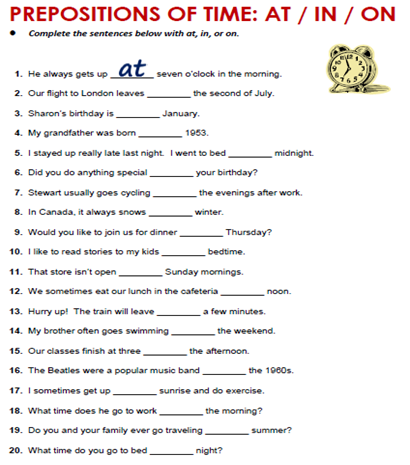 PREPOSITIONS OF TIME: AT / IN / ON
● Complete the sentences below with at, in, or on.
1. He always gets up at seven o'clock in the morning.
2. Our flight to London leaves ________ the second of July.
3. Sharon's birthday is ________ January.
4. My grandfather was born ________ 1953.
5. I stayed up really late last night. I went to bed ________ midnight.
6. Did you do anything special ________ your birthday?
7. Stewart usually goes cycling ________ the evenings after work.
8. In Canada, it always snows ________ winter.
9. Would you like to join us for dinner ________ Thursday?
10. I like to read stories to my kids ________ bedtime.
11. That store isn't open ________ Sunday mornings.
12. We sometimes eat our lunch in the cafeteria ________ noon.
13. Hurry up! The train will leave ________ a few minutes.
14. My brother often goes swimming ________ the weekend.
15. Our classes finish at three ________ the afternoon.
16. The Beatles were a popular music band ________ the 1960s.
17. I sometimes get up ________ sunrise and do exercise.
18. What time does he go to work ________ the morning?
19. Do you and your family ever go traveling ________ summer?
20. What time do you go to bed ________ night?